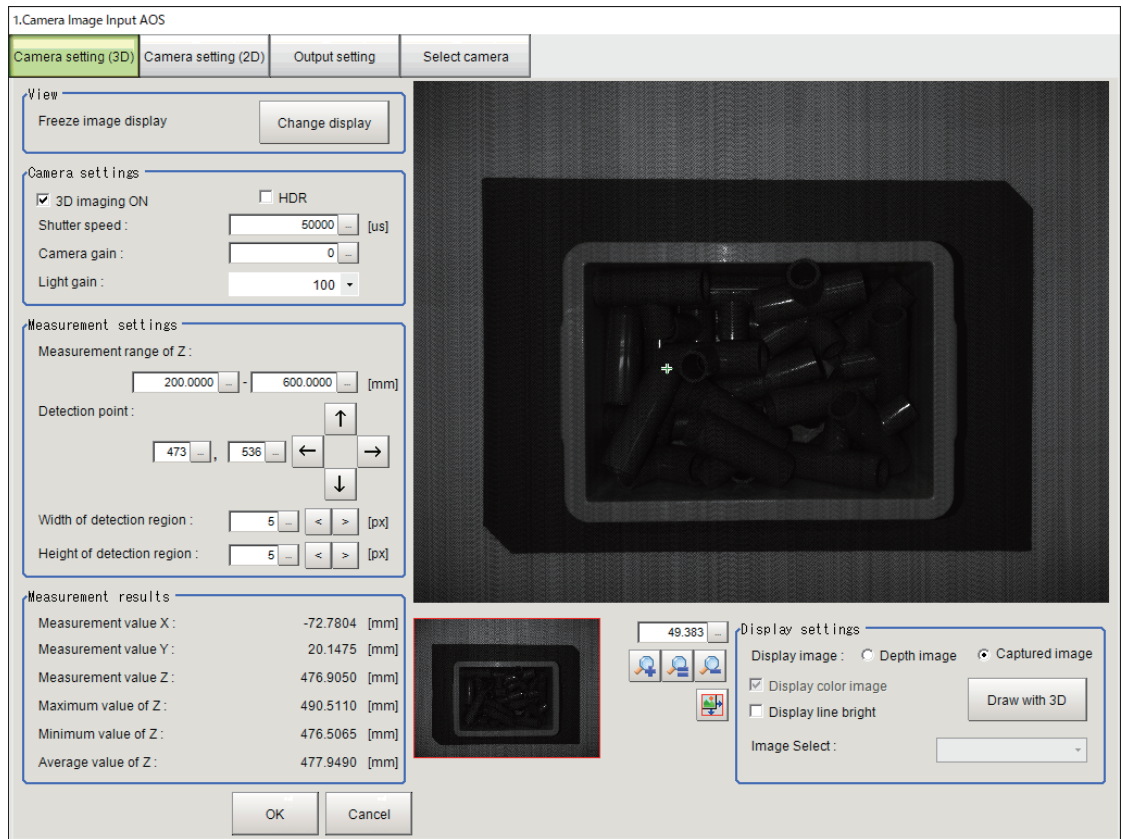 1.Camera Image Input AOS
Camera setting (3D) Camera setting (2D) Output setting Select camera
View
Freeze image display Change display
Camera settings
3D imaging ON HDR
Shutter speed : 50000 ... [us]
Camera gain : 0 ...
Light gain : 100
Measurement settings
Measurement range of Z :
200.0000 ... - 600.0000 ... [mm]
Detection point :
↑
473 ... , 536 ... ← →
↓
Width of detection region : 5 ... < > [px]
Height of detection region : 5 ... < > [px]
Measurement results
Measurement value X : -72.7804 [mm]
Measurement value Y : 20.1475 [mm]
Measurement value Z : 476.9050 [mm]
Maximum value of Z : 490.5110 [mm]
Minimum value of Z : 476.5065 [mm]
Average value of Z : 477.9490 [mm]
OK Cancel
49.383 ...
Display settings
Display image : Depth image Captured image
Display color image
Display line bright
Draw with 3D
Image Select :